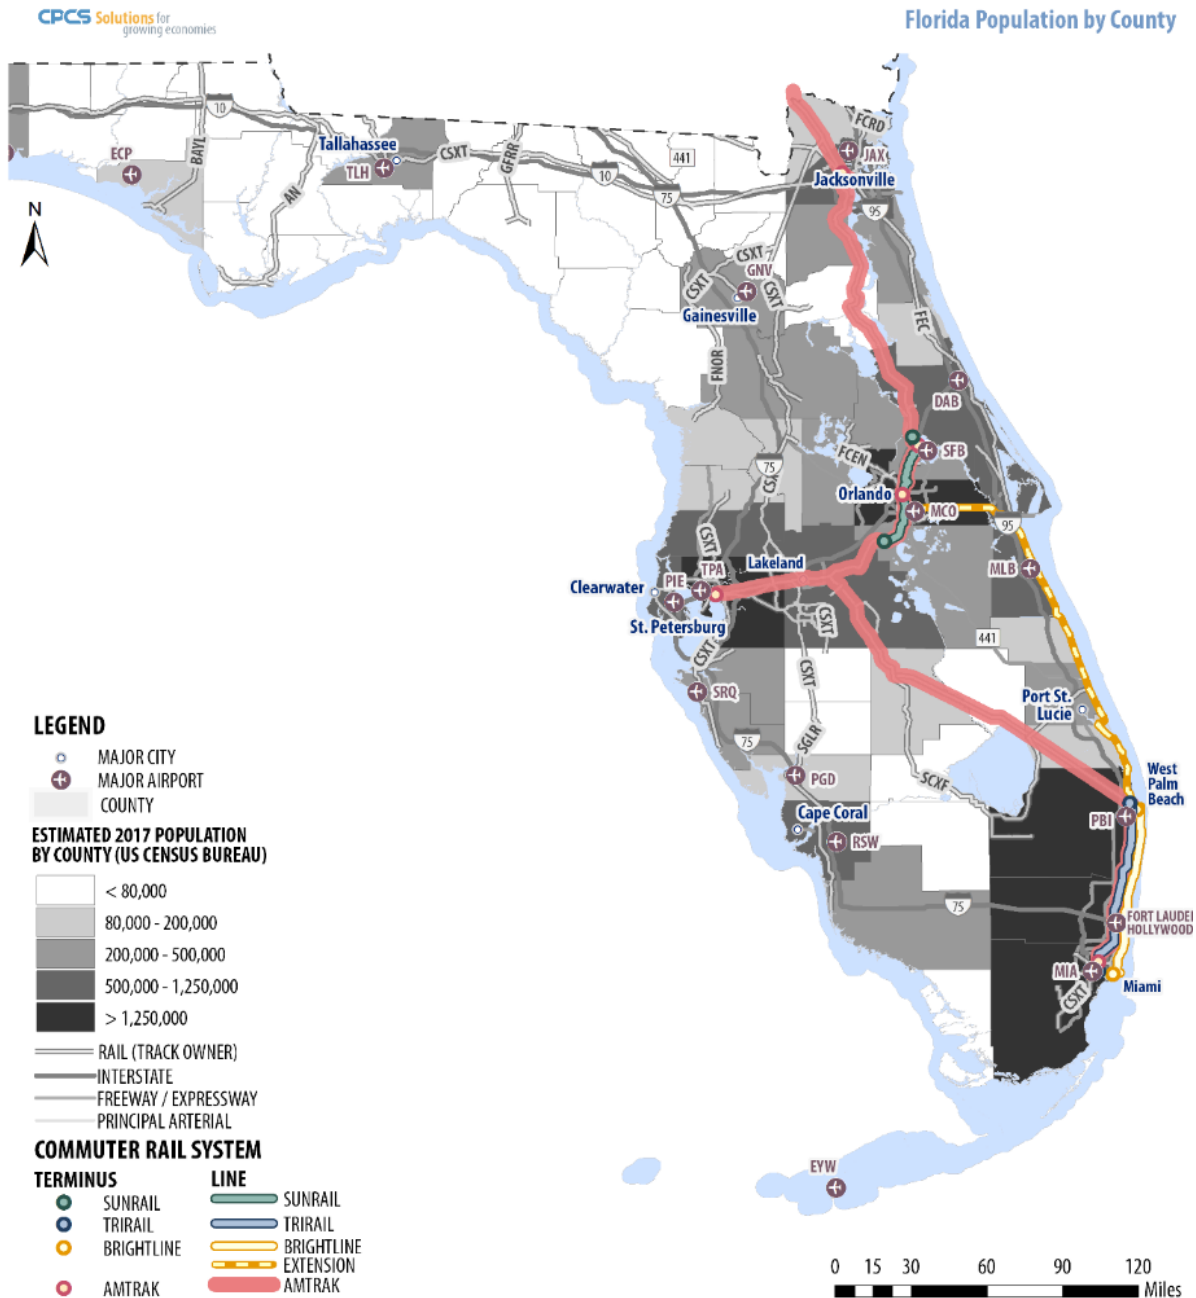 CPCS Solutions for
growing economies
Florida Population by County
10
FCRD
ECP
BAYL
Tallahassee
TLH
CSXT
GFRR
441
JAX
10
75
Jacksonville
AN
95
N
CSXT
GNV
CSXT
CSXT
Gainesville
FEC
FNOR
DAB
FCEN
SFB
75
CSX
Orlando
MCO
95
CSXT
Lakeland
TPA
PIE
MLB
Clearwater
CSXT
St. Petersburg
441
CSXT
CSXT
SRQ
Port St.
Lucie
75
SGLR
PGD
SCXF
West
Palm
Beach
Cape Coral
PBI
RSW
75
FORT LAUDE
HOLLYWOOD
MIA
Miami
CSXT
EYW
LEGEND
MAJOR CITY
MAJOR AIRPORT
COUNTY
ESTIMATED 2017 POPULATION
BY COUNTY (US CENSUS BUREAU)
< 80,000
80,000 - 200,000
200,000 - 500,000
500,000 - 1,250,000
> 1,250,000
RAIL (TRACK OWNER)
INTERSTATE
FREEWAY / EXPRESSWAY
PRINCIPAL ARTERIAL
COMMUTER RAIL SYSTEM
TERMINUS
LINE
SUNRAIL
SUNRAIL
TRIRAIL
TRIRAIL
BRIGHTLINE
BRIGHTLINE
EXTENSION
AMTRAK
AMTRAK
0 15 30 60 90 120
Miles